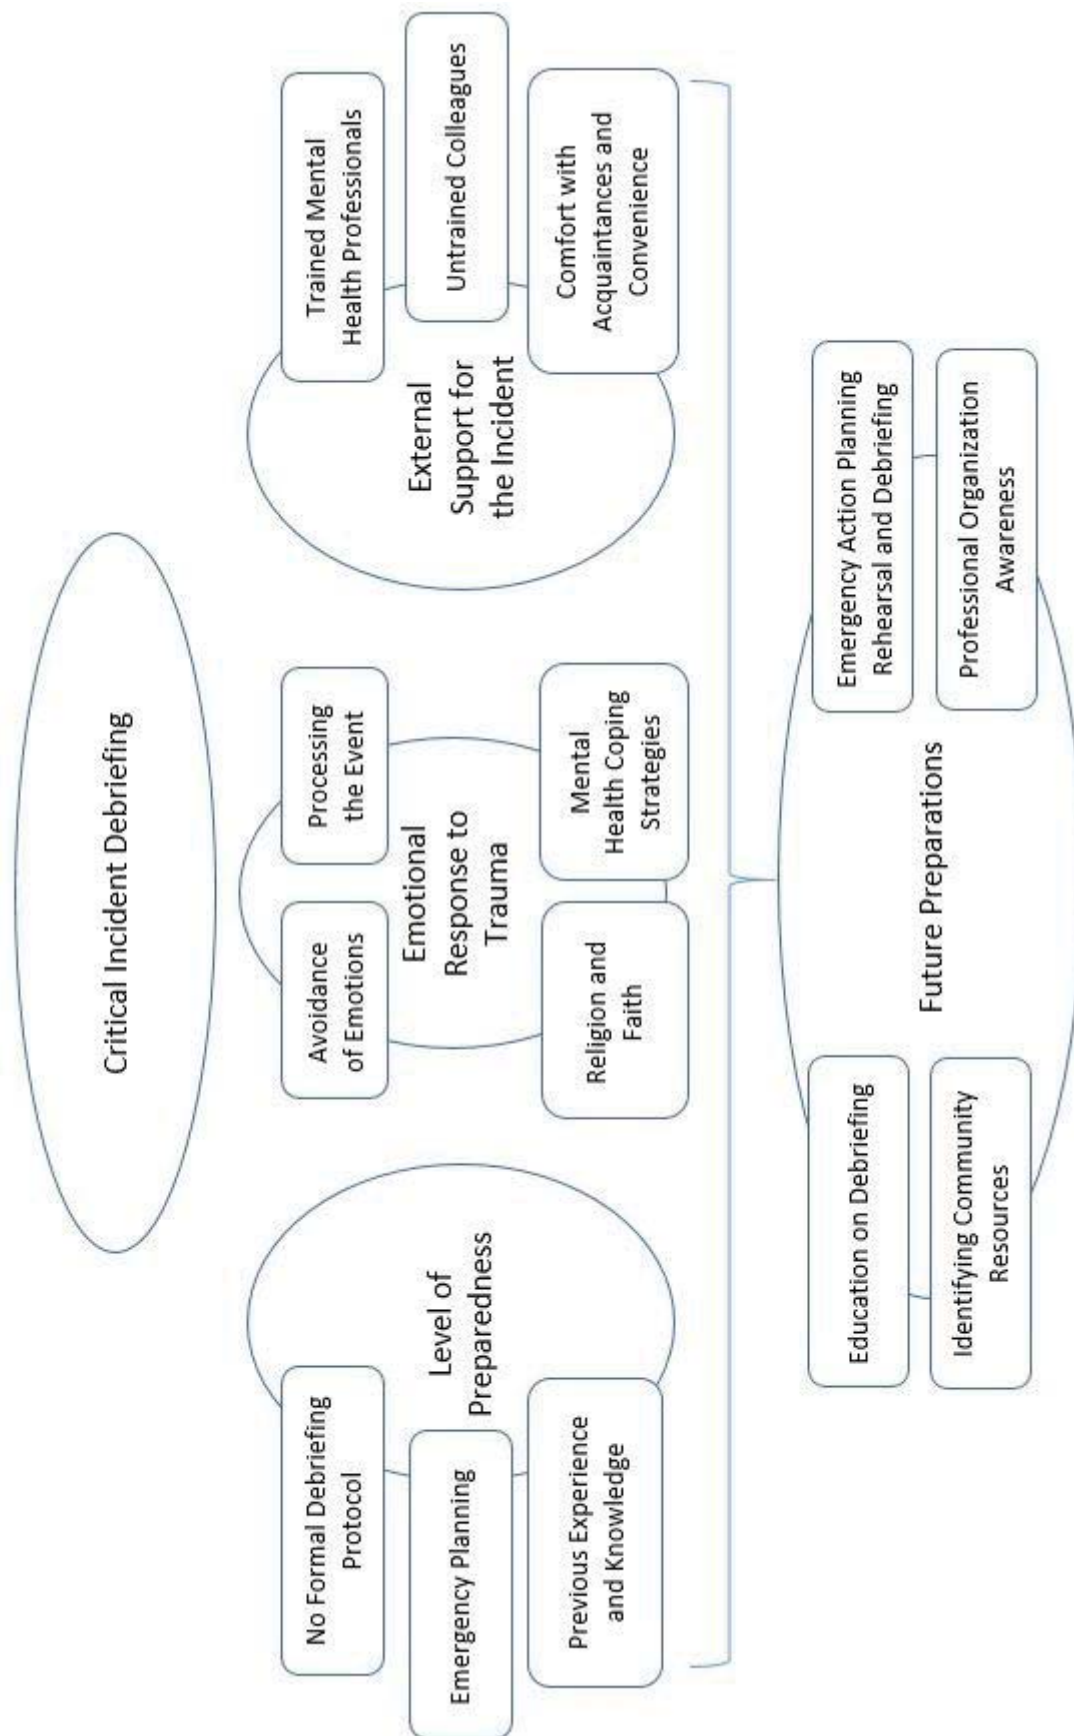 Critical Incident Debriefing
No Formal Debriefing
Protocol
Emergency Planning
Previous Experience
and Knowledge
Level of
Preparedness
Avoidance
of Emotions
Processing
the Event
Emotional
Response to
Trauma
Religion and
Faith
Mental
Health Coping
Strategies
Trained Mental
Health Professionals
Untrained Colleagues
Comfort with
Acquaintances and
Convenience
External
Support for
the Incident
Education on Debriefing
Identifying Community
Resources
Future Preparations
Emergency Action Planning
Rehearsal and Debriefing
Professional Organization
Awareness